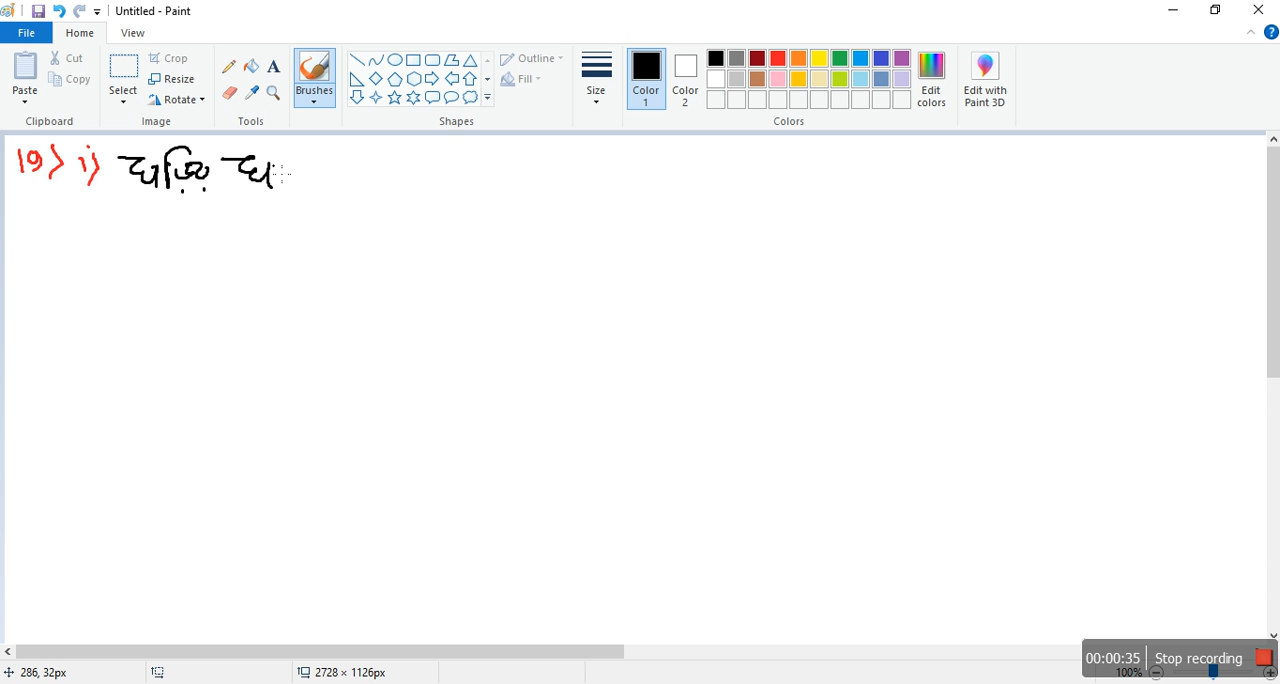 Untitled - Paint
File Home View
Paste Cut Copy Select Crop Resize Rotate A Brushes Outline Fill Size Color 1 Color 2 Edit colors Edit with Paint 3D
Clipboard Image Tools Shapes Colors
i)
286, 32px 2728 × 1126px 100%
00:00:35 Stop recording